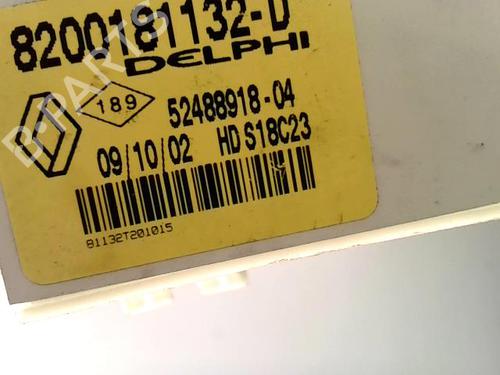 8200181132-D
DELPHI
189
52488918-04
09/10/02 HD S18C23
81132T201015
D-PARTS